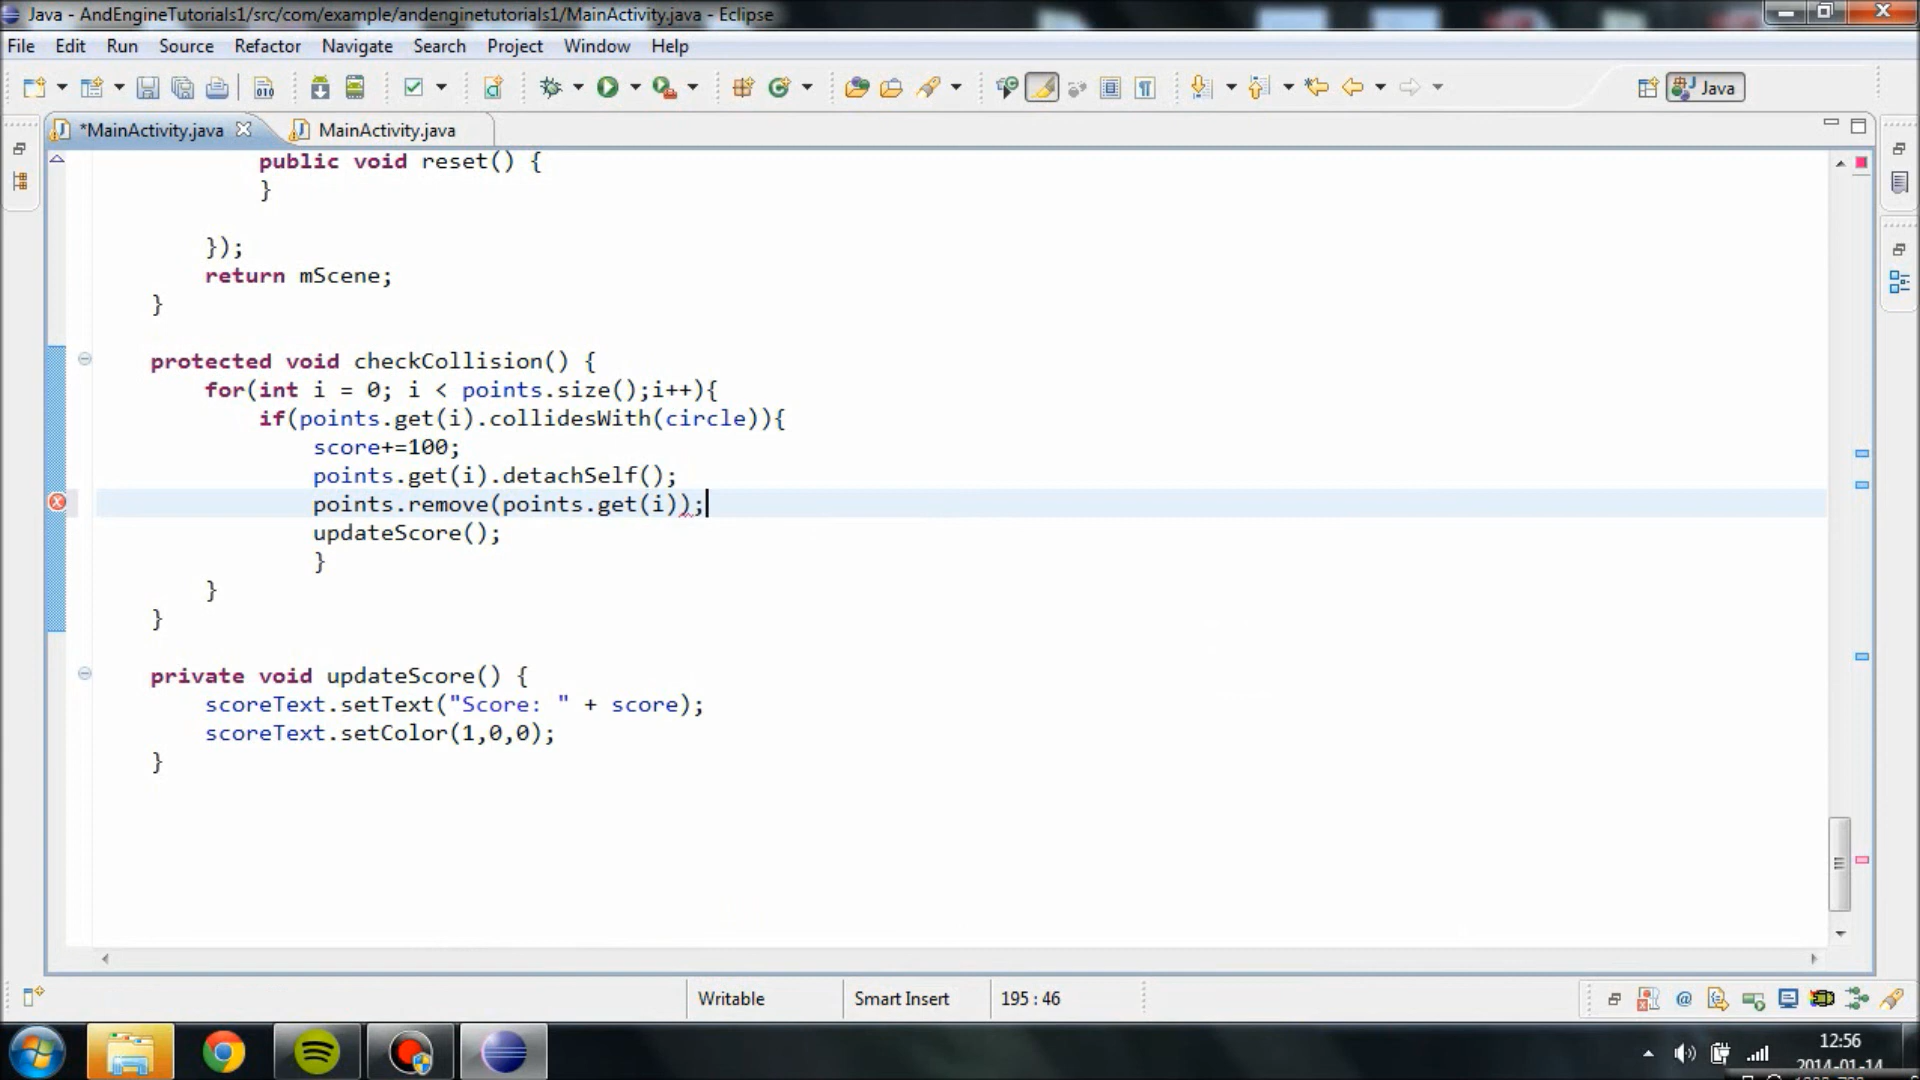 Java - AndEngineTutorials1/src/com/example/andenginetutorials1/MainActivity.java - Eclipse
File Edit Run Source Refactor Navigate Search Project Window Help
Java
*MainActivity.java MainActivity.java
public void reset() {
}
});
return mScene;
}
protected void checkCollision() {
for(int i = 0; i < points.size();i++){
if(points.get(i).collidesWith(circle)){
score+=100;
points.get(i).detachSelf();
points.remove(points.get(i));
updateScore();
}
}
}
private void updateScore() {
scoreText.setText("Score: " + score);
scoreText.setColor(1,0,0);
}
Writable Smart Insert 195 : 46
12:56
2014-01-14